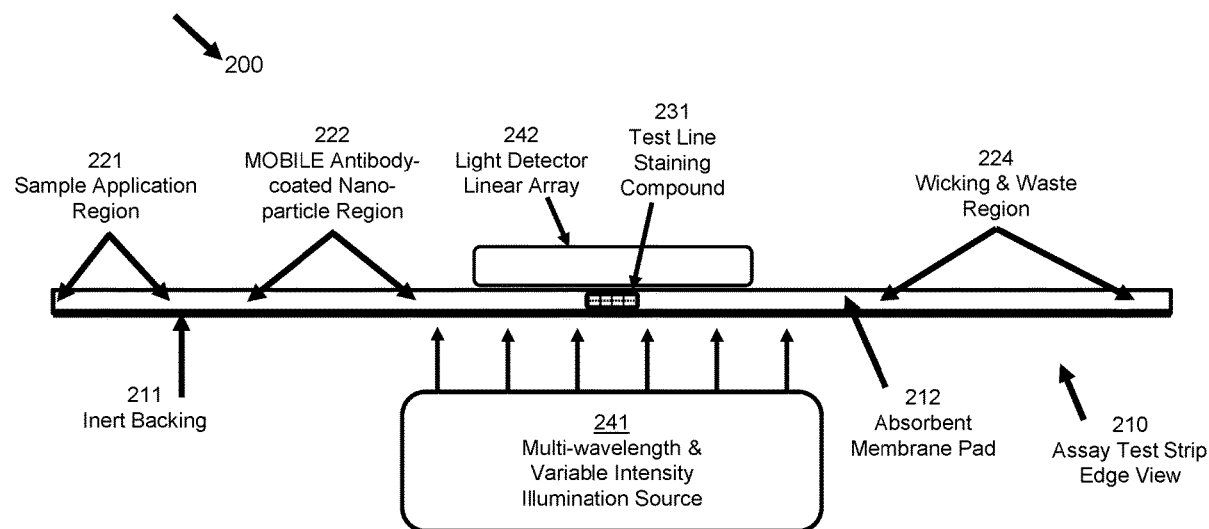 200
221
Sample Application
Region
222
MOBILE Antibody-
coated Nano-
particle Region
242
Light Detector
Linear Array
231
Test Line
Staining
Compound
224
Wicking & Waste
Region
211
Inert Backing
241
Multi-wavelength &
Variable Intensity
Illumination Source
212
Absorbent
Membrane Pad
210
Assay Test Strip
Edge View